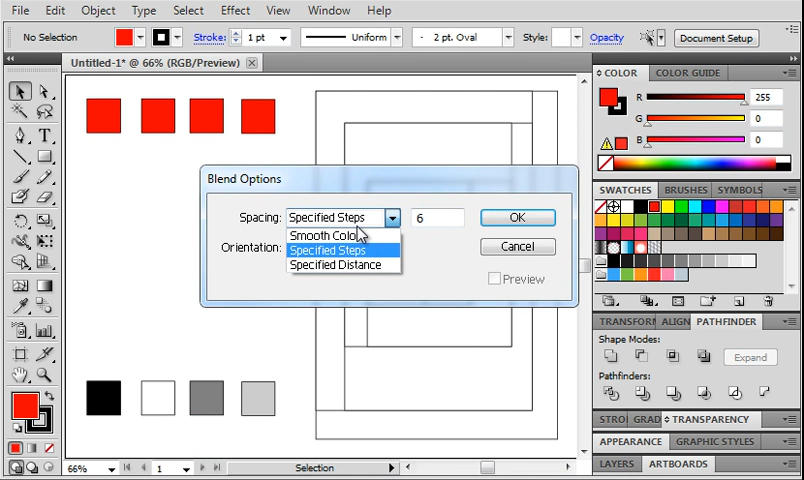 File Edit Object Type Select Effect View Window Help
No Selection Stroke: 1 pt Uniform 2 pt. Oval Style: Opacity Document Setup
Untitled-1* @ 66% (RGB/Preview)
COLOR COLOR GUIDE
R 255
G 0
B 0
Blend Options
Spacing: Specified Steps 6 OK
Smooth Colo
Orientation: Specified Steps Cancel
Specified Distance
Preview
SWATCHES BRUSHES SYMBOLS
TRANSFORM ALIGN PATHFINDER
Shape Modes:
Expand
Pathfinders:
STRO GRAD TRANSPARENCY
APPEARANCE GRAPHIC STYLES
LAYERS ARTBOARDS
66% 1 Selection